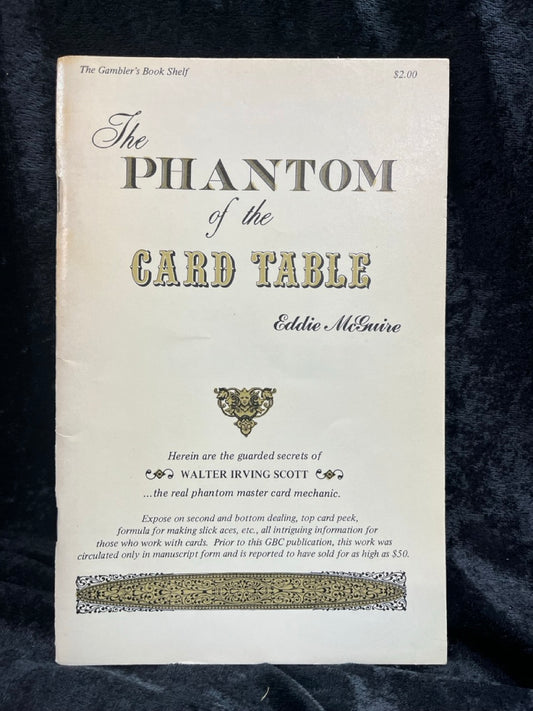 The Gambler's Book Shelf
$2.00
The
PHANTOM
of the
CARD TABLE
Eddie McGuire
Herein are the guarded secrets of
WALTER IRVING SCOTT
...the real phantom master card mechanic.
Expose on second and bottom dealing, top card peek,
formula for making slick aces, etc., all intriguing information for
those who work with cards. Prior to this GBC publication, this work was
circulated only in manuscript form and is reported to have sold for as high as $50.